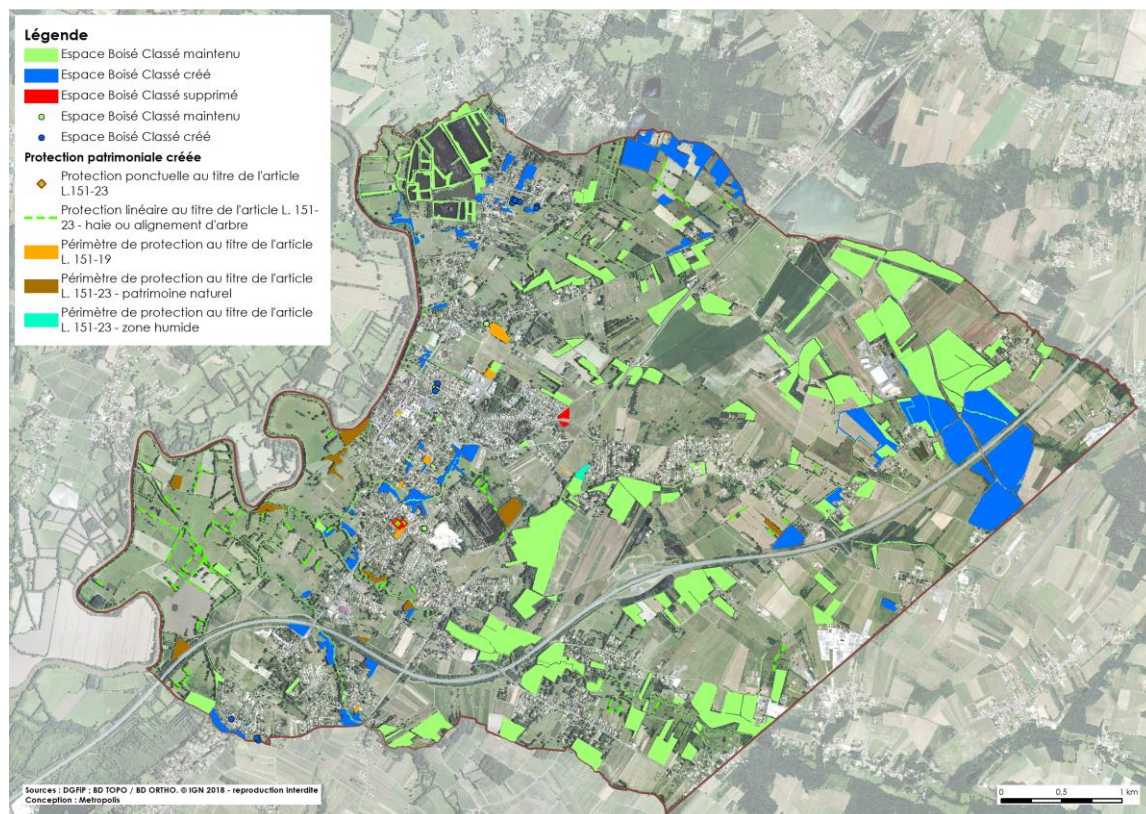 Légende
Espace Boisé Classé maintenu
Espace Boisé Classé créé
Espace Boisé Classé supprimé
Espace Boisé Classé maintenu
Espace Boisé Classé créé
Protection patrimoniale créée
Protection ponctuelle au titre de l'article
L.151-23
Protection linéaire au titre de l'article L. 151-
23 - haie ou alignement d'arbre
Périmètre de protection au titre de l'article
L. 151-19
Périmètre de protection au titre de l'article
L. 151-23 - patrimoine naturel
Périmètre de protection au titre de l'article
L. 151-23 - zone humide
Sources : DGFiP ; BD TOPO / BD ORTHO. © IGN 2018 - reproduction interdite
Conception : Metropolis
0 0,5 1 km